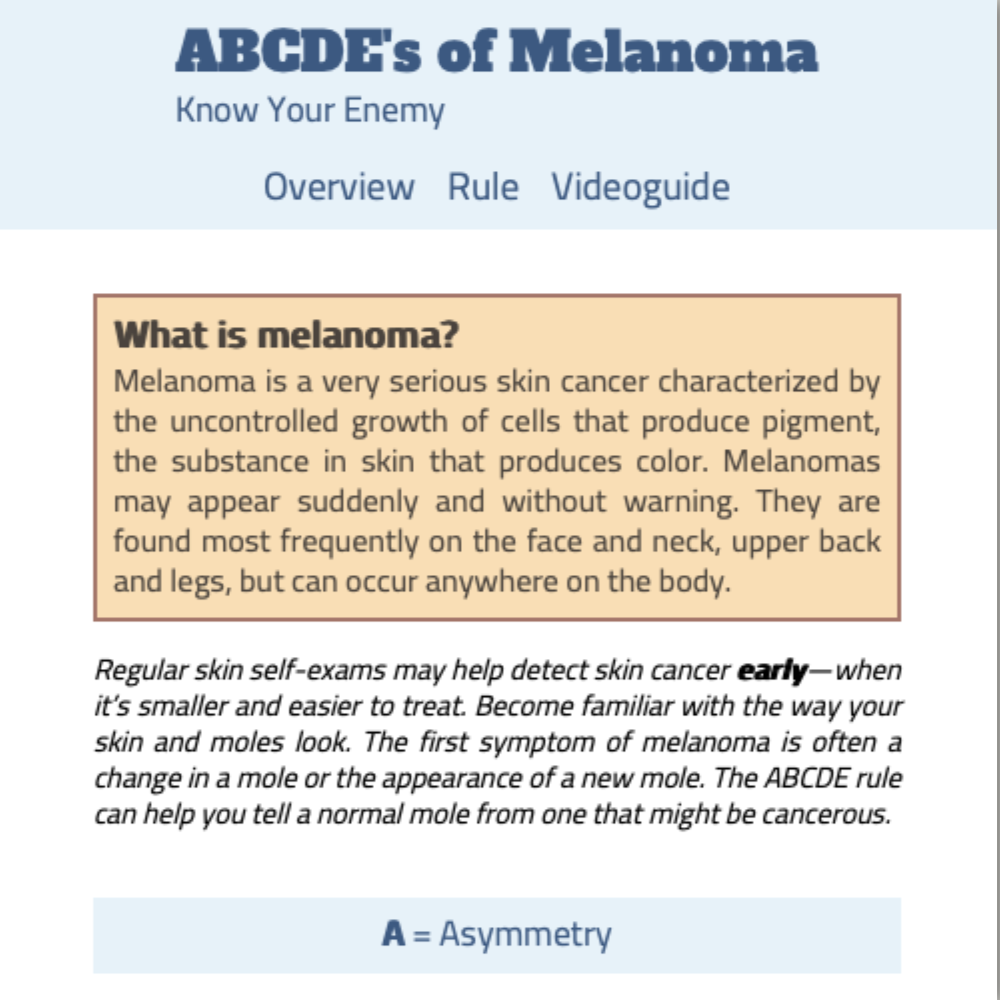 ABCDE's of Melanoma
Know Your Enemy
Overview Rule Videoguide
What is melanoma?
Melanoma is a very serious skin cancer characterized by
the uncontrolled growth of cells that produce pigment,
the substance in skin that produces color. Melanomas
may appear suddenly and without warning. They are
found most frequently on the face and neck, upper back
and legs, but can occur anywhere on the body.
Regular skin self-exams may help detect skin cancer early—when
it’s smaller and easier to treat. Become familiar with the way your
skin and moles look. The first symptom of melanoma is often a
change in a mole or the appearance of a new mole. The ABCDE rule
can help you tell a normal mole from one that might be cancerous.
A = Asymmetry